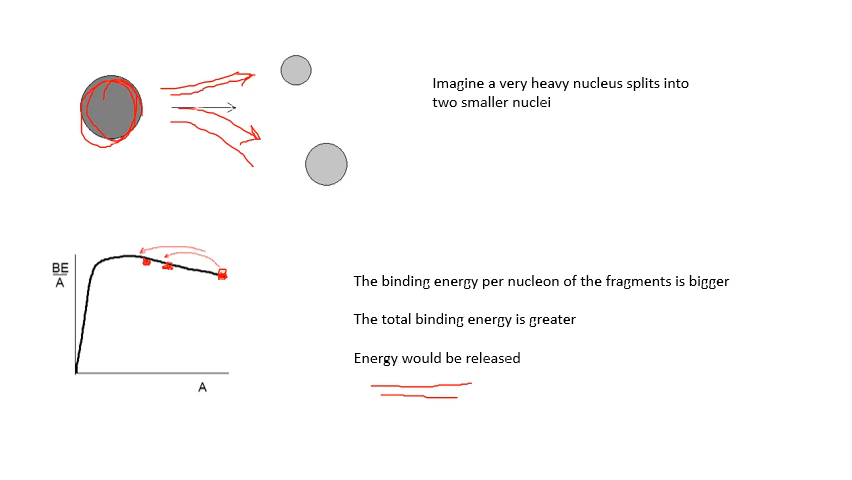 Imagine a very heavy nucleus splits into
two smaller nuclei
BE
A
The binding energy per nucleon of the fragments is bigger
The total binding energy is greater
Energy would be released
A